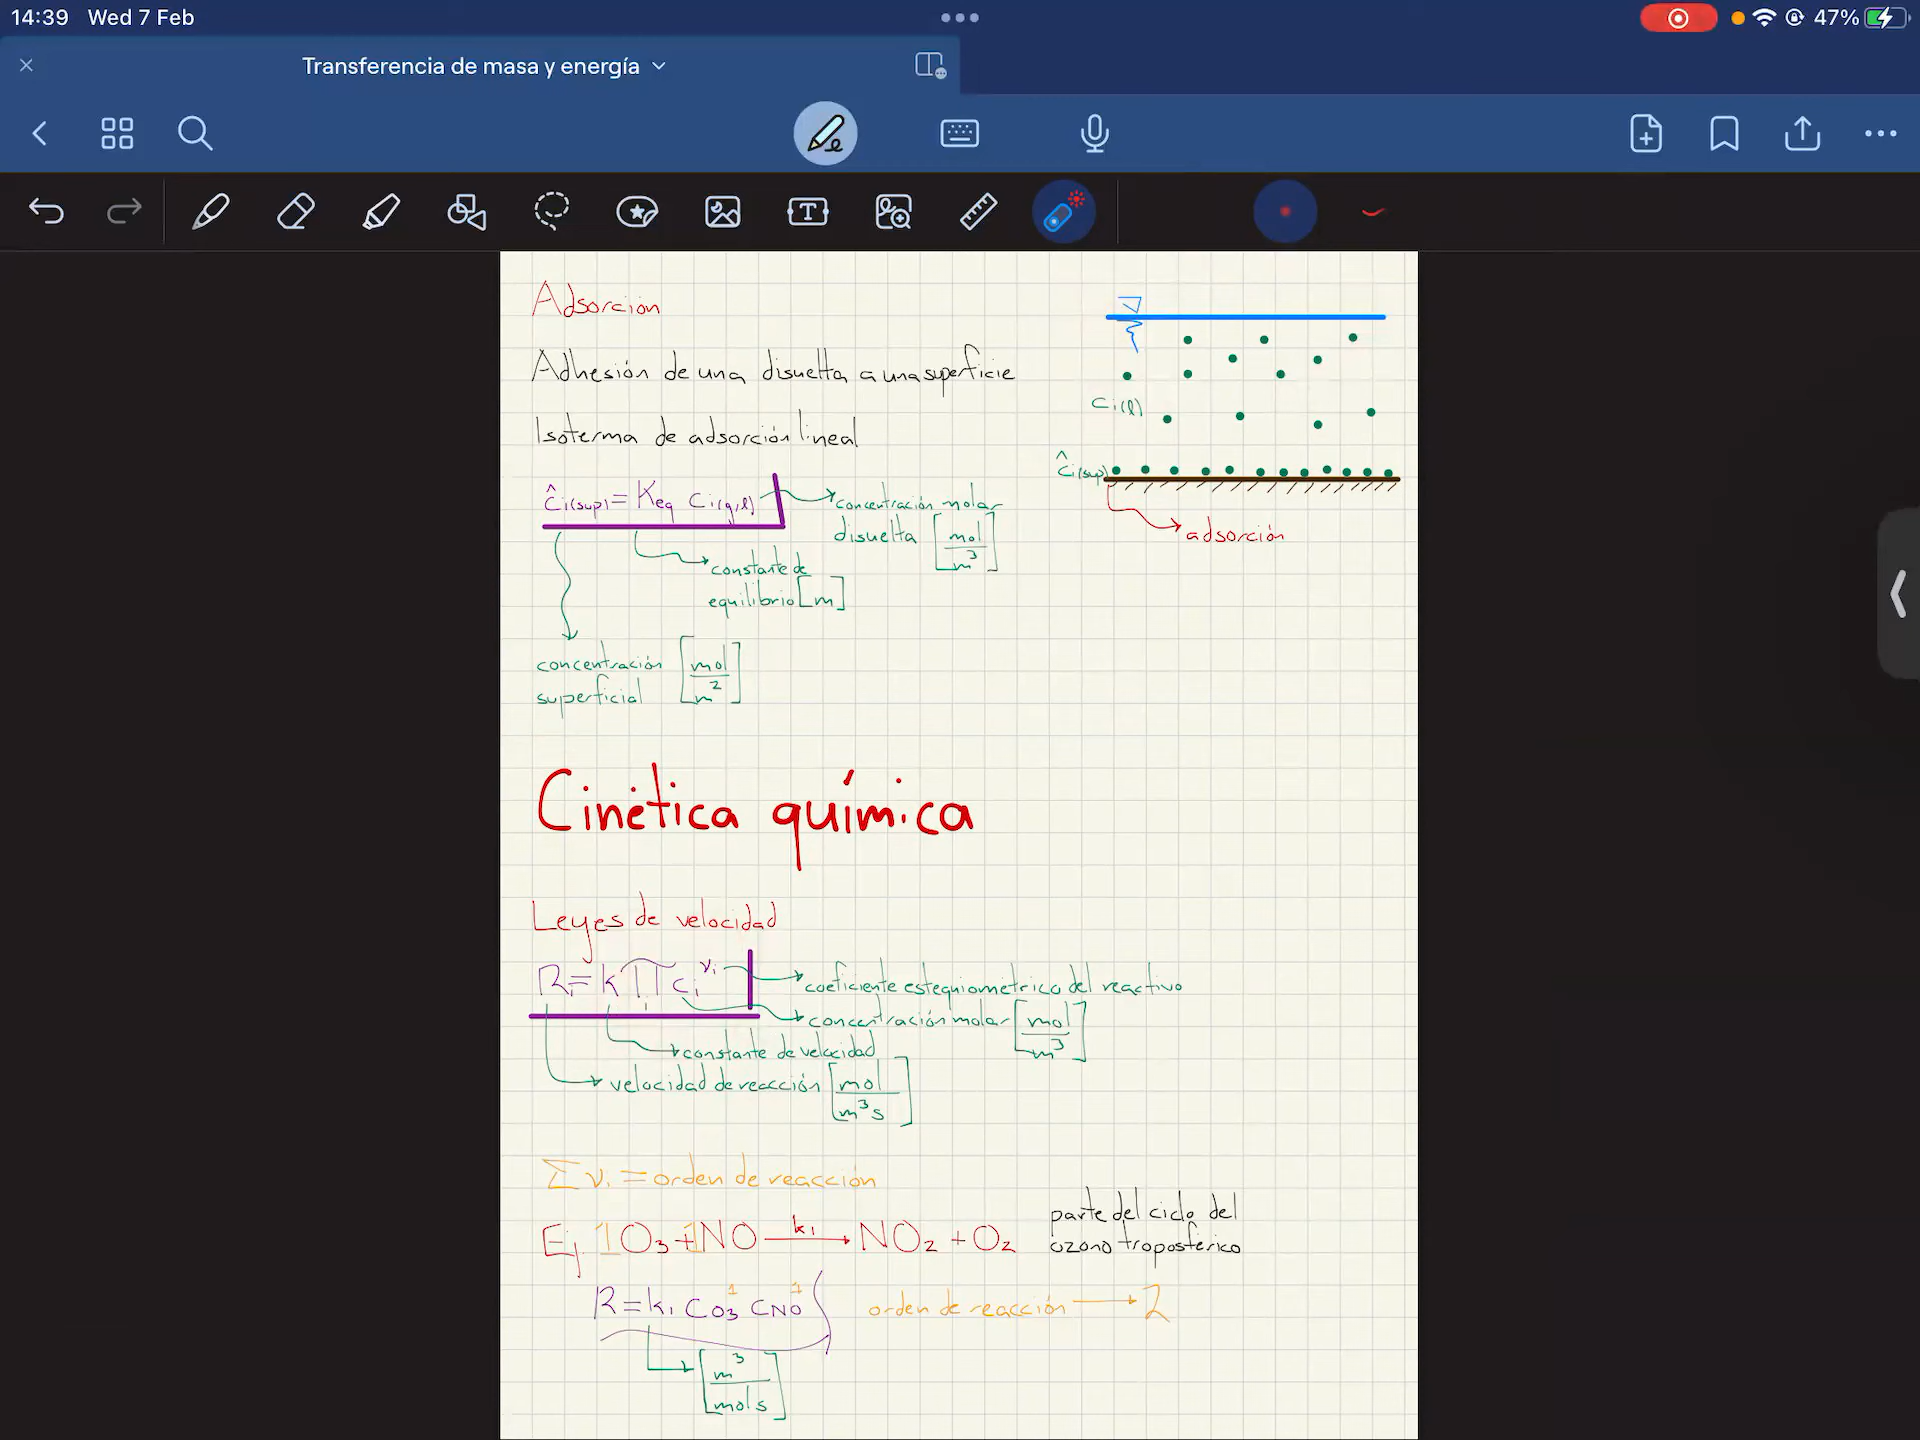 14:39 Wed 7 Feb
47%
Transferencia de masa y energía
Adsorción
Adhesión de una disuelta a una superficie
Isoterma de adsorción lineal
ĉi(sup) = Keq Ci(g,l)
concentración molar
disuelta [mol/m³]
constante de
equilibrio [m]
concentración
superficial [mol/m²]
Ci(l)
ĉi(sup)
adsorción
Cinética química
Leyes de velocidad
R = k∏ci^νi
i
coeficiente estequiométrico del reactivo
concentración molar [mol/m³]
constante de velocidad
velocidad de reacción [mol/m³s]
Σνi = orden de reacción
Ej 1O₃ + 1NO —k₁→ NO₂ + O₂
parte del ciclo del
ozono troposférico
R = k₁ CO₃¹ CNO¹
orden de reacción → 2
[m³/mol s]